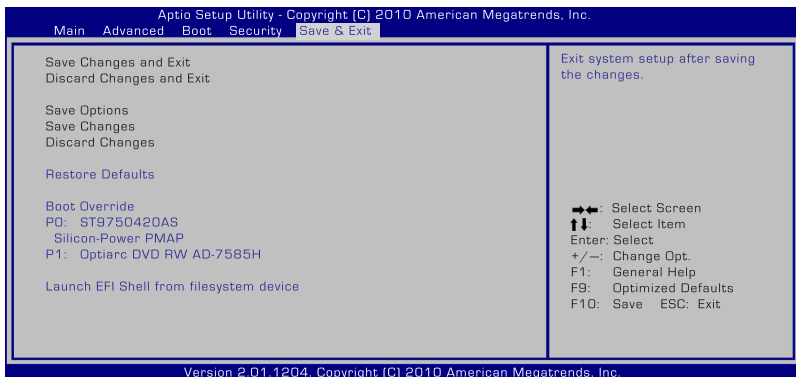 Aptio Setup Utility - Copyright (C) 2010 American Megatrends, Inc.
Main Advanced Boot Security Save & Exit
Save Changes and Exit
Discard Changes and Exit
Save Options
Save Changes
Discard Changes
Restore Defaults
Boot Override
P0: ST9750420AS
Silicon-Power PMAP
P1: Optiarc DVD RW AD-7585H
Launch EFI Shell from filesystem device
Exit system setup after saving
the changes.
→←: Select Screen
↑↓: Select Item
Enter: Select
+/—: Change Opt.
F1: General Help
F9: Optimized Defaults
F10: Save ESC: Exit
Version 2.01.1204. Copyright (C) 2010 American Megatrends, Inc.